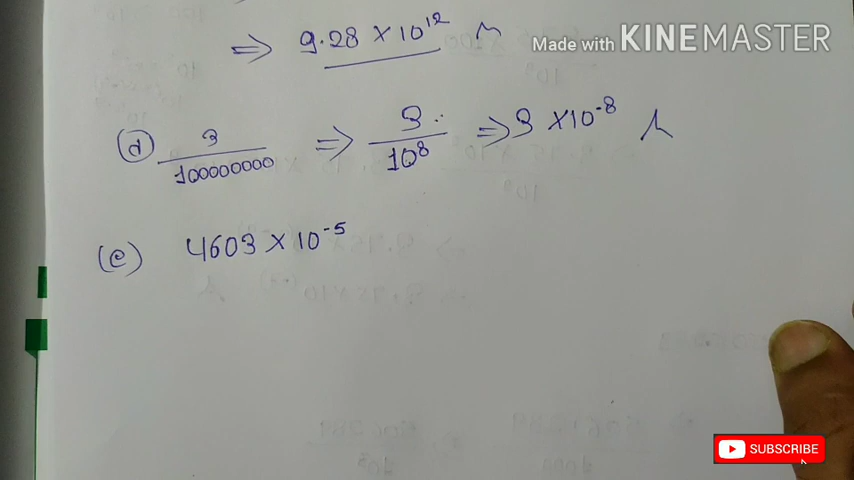 ⇒ 9.28 × 10¹² m
Made with KINEMASTER
(d) 3/100000000 ⇒ 3/10⁸ ⇒ 3 × 10⁻⁸
(e) 4603 × 10⁻⁵
SUBSCRIBE